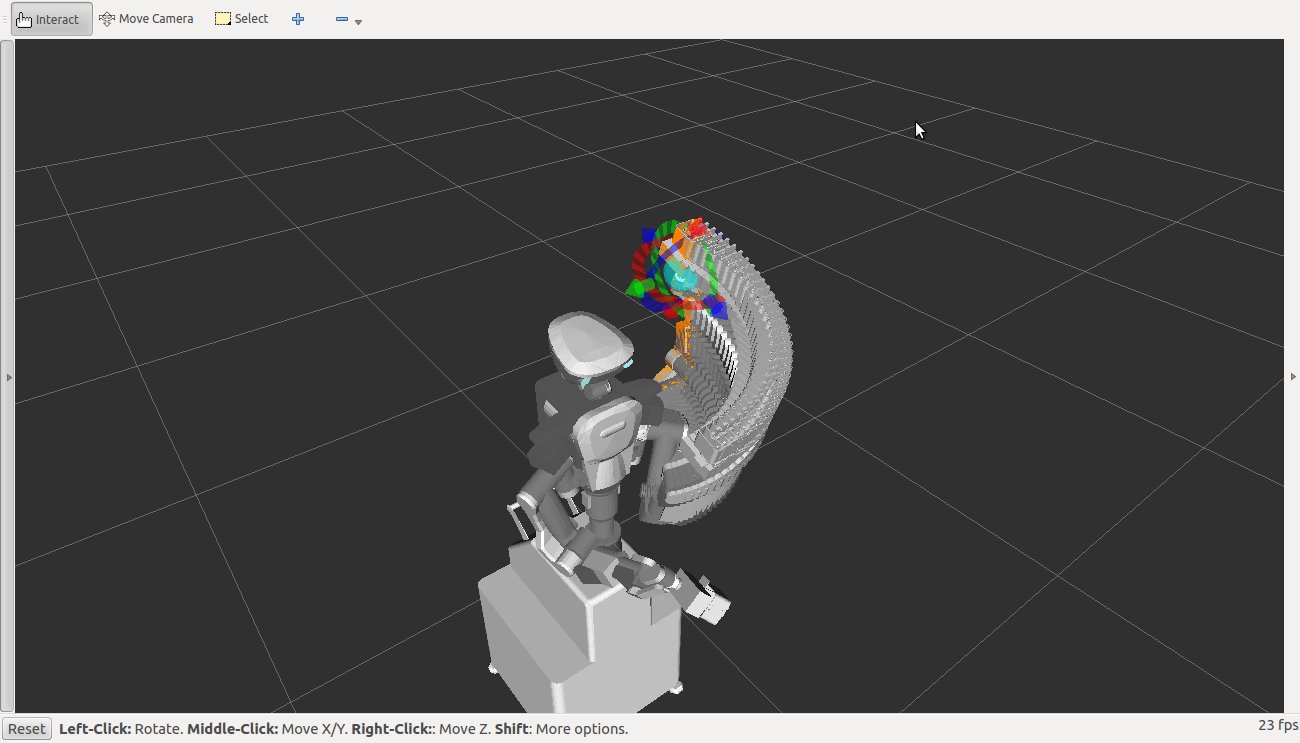 Interact Move Camera Select
Reset Left-Click: Rotate. Middle-Click: Move X/Y. Right-Click:: Move Z. Shift: More options. 23 fps